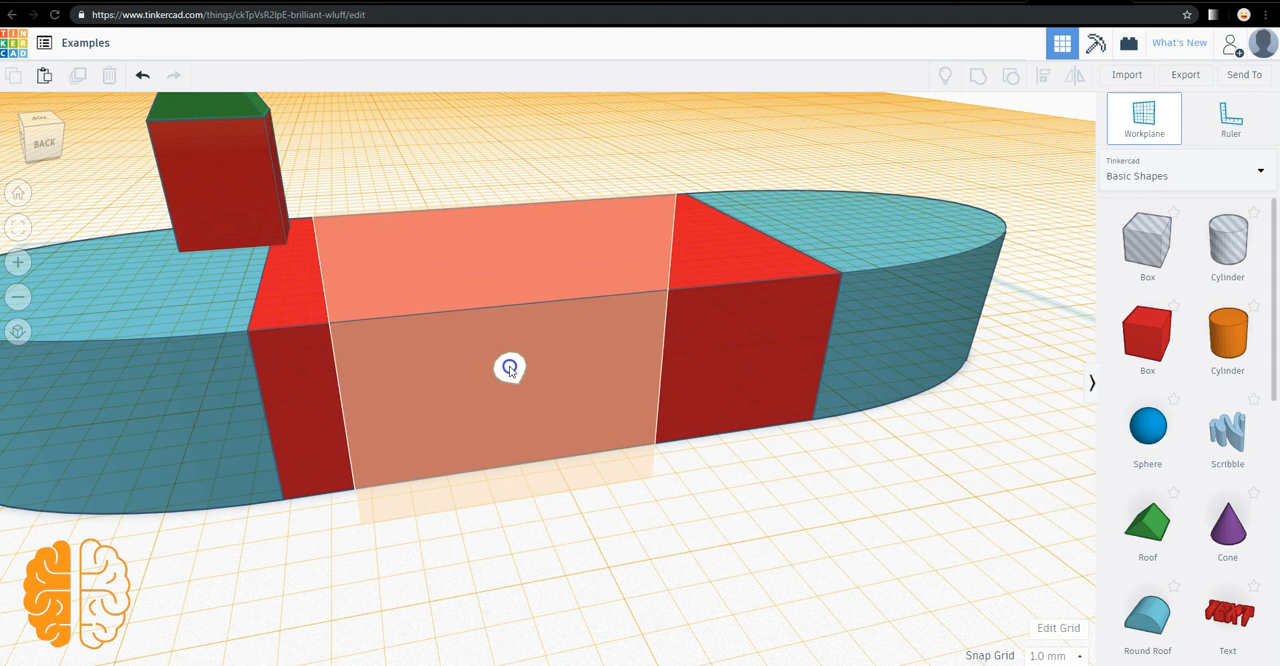 https://www.tinkercad.com/things/ckTpVsR2lpE-brilliant-wluff/edit
TIN
KER
CAD
Examples
What's New
Import
Export
Send To
TOP
BACK
Workplane
Ruler
Tinkercad
Basic Shapes
Box
Cylinder
Box
Cylinder
Sphere
Scribble
Roof
Cone
TEXT
Round Roof
Text
Edit Grid
Snap Grid
1.0 mm